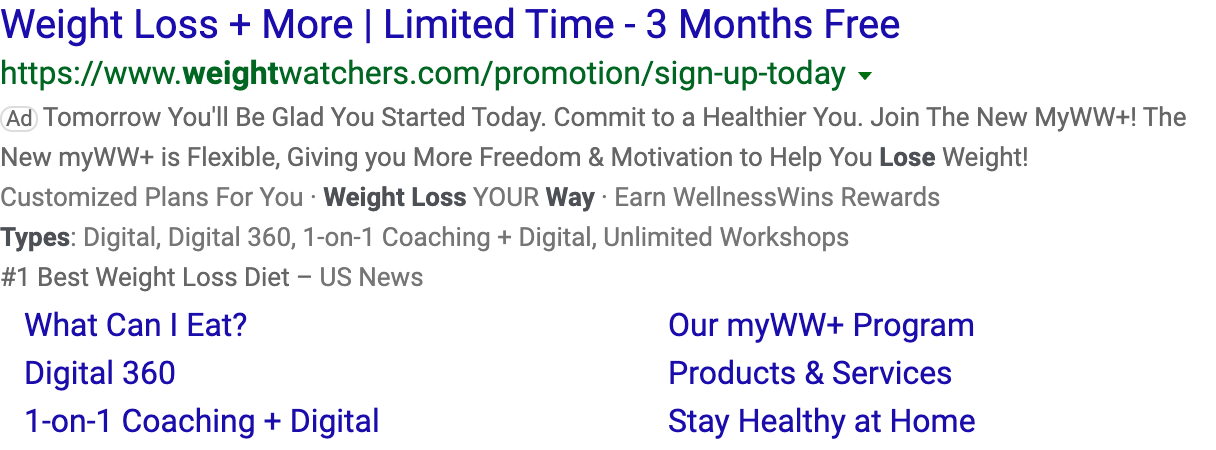 Weight Loss + More | Limited Time - 3 Months Free
https://www.weightwatchers.com/promotion/sign-up-today
Ad Tomorrow You'll Be Glad You Started Today. Commit to a Healthier You. Join The New MyWW+! The
New myWW+ is Flexible, Giving you More Freedom & Motivation to Help You Lose Weight!
Customized Plans For You · Weight Loss YOUR Way · Earn WellnessWins Rewards
Types: Digital, Digital 360, 1-on-1 Coaching + Digital, Unlimited Workshops
#1 Best Weight Loss Diet – US News
What Can I Eat? Our myWW+ Program
Digital 360 Products & Services
1-on-1 Coaching + Digital Stay Healthy at Home